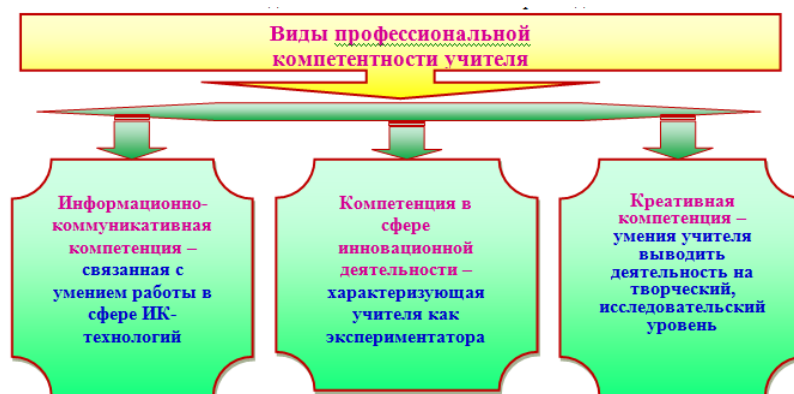 Виды профессиональной
компетентности учителя
Информационно-
коммуникативная
компетенция –
связанная с
умением работы в
сфере ИК-
технологий
Компетенция в
сфере
инновационной
деятельности –
характеризующая
учителя как
экспериментатора
Креативная
компетенция –
умения учителя
выводить
деятельность на
творческий,
исследовательский
уровень